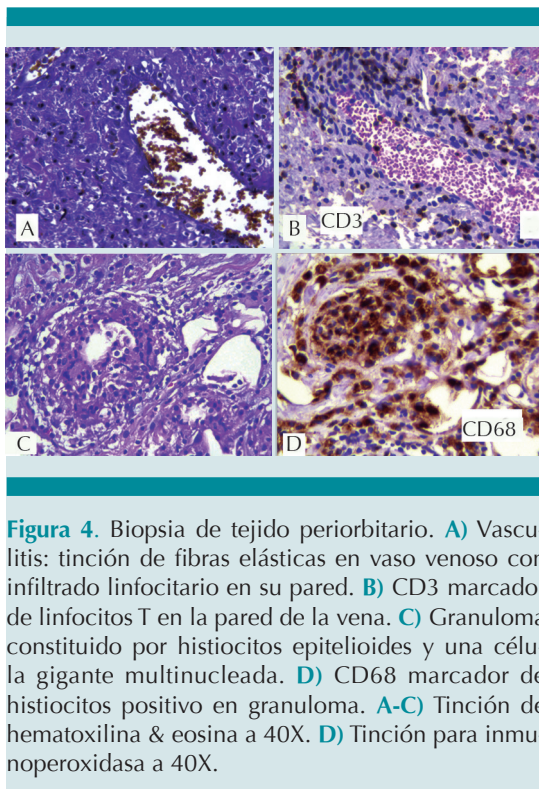 A
B
CD3
C
D
CD68
Figura 4. Biopsia de tejido periorbitario. A) Vascu-
litis: tinción de fibras elásticas en vaso venoso con
infiltrado linfocitario en su pared. B) CD3 marcado
de linfocitos T en la pared de la vena. C) Granuloma
constituido por histiocitos epitelioides y una célu-
la gigante multinucleada. D) CD68 marcador de
histiocitos positivo en granuloma. A-C) Tinción de
hematoxilina & eosina a 40X. D) Tinción para inmu-
noperoxidasa a 40X.